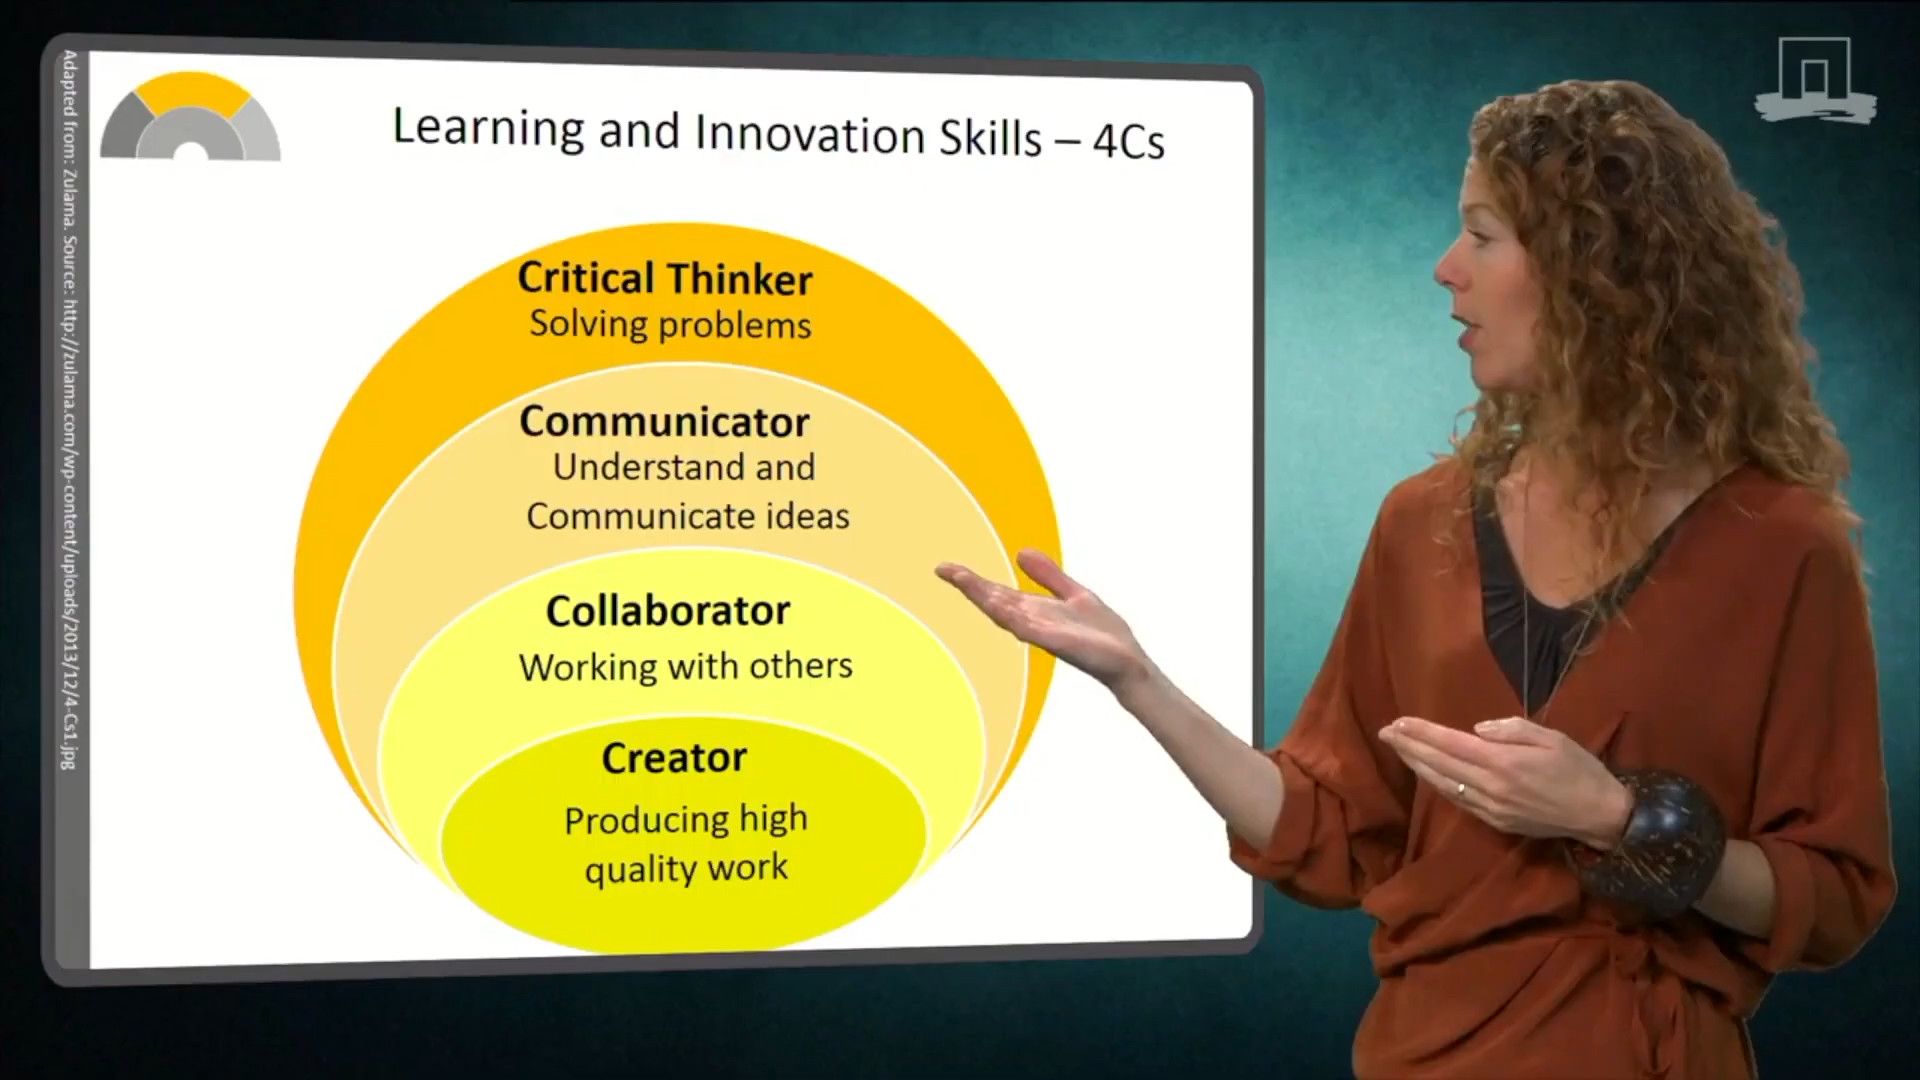 Adapted from: Zulama. Source: http://zulama.com/wp-content/uploads/2013/12/4-Cs1.jpg
Learning and Innovation Skills – 4Cs
Critical Thinker
Solving problems
Communicator
Understand and
Communicate ideas
Collaborator
Working with others
Creator
Producing high
quality work